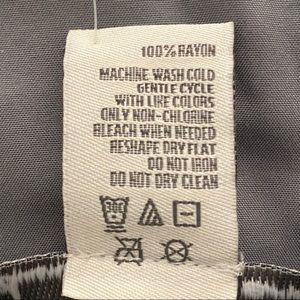 100% RAYON
MACHINE WASH COLD
GENTLE CYCLE
WITH LIKE COLORS
ONLY NON-CHLORINE
BLEACH WHEN NEEDED
RESHAPE DRY FLAT
DO NOT IRON
DO NOT DRY CLEAN